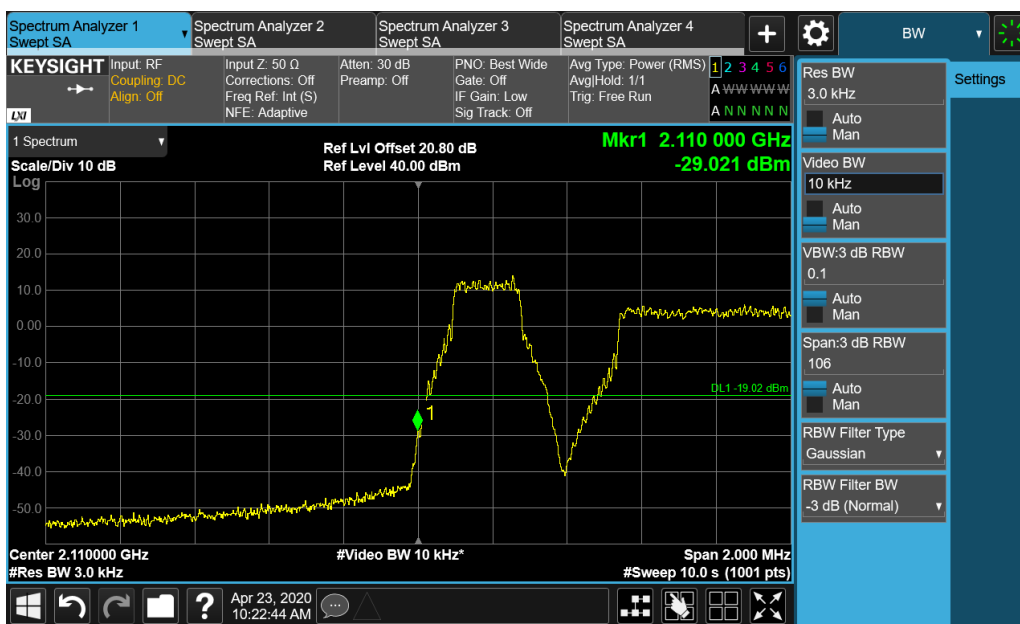 Spectrum Analyzer 1
Swept SA
Spectrum Analyzer 2
Swept SA
Spectrum Analyzer 3
Swept SA
Spectrum Analyzer 4
Swept SA
+
BW
KEYSIGHT
LXI
Input: RF
Coupling: DC
Align: Off
Input Z: 50 Ω
Corrections: Off
Freq Ref: Int (S)
NFE: Adaptive
Atten: 30 dB
Preamp: Off
PNO: Best Wide
Gate: Off
IF Gain: Low
Sig Track: Off
Avg Type: Power (RMS)
Avg|Hold: 1/1
Trig: Free Run
1 2 3 4 5 6
A W W W W W
A N N N N N
1 Spectrum
Scale/Div 10 dB
Log
Ref Lvl Offset 20.80 dB
Ref Level 40.00 dBm
Mkr1 2.110 000 GHz
-29.021 dBm
30.0
20.0
10.0
0.00
-10.0
-20.0
-30.0
-40.0
-50.0
DL1 -19.02 dBm
1
Center 2.110000 GHz
#Res BW 3.0 kHz
#Video BW 10 kHz*
Span 2.000 MHz
#Sweep 10.0 s (1001 pts)
Res BW
3.0 kHz
Auto
Man
Video BW
10 kHz
Auto
Man
VBW:3 dB RBW
0.1
Auto
Man
Span:3 dB RBW
106
Auto
Man
RBW Filter Type
Gaussian
RBW Filter BW
-3 dB (Normal)
Settings
?
Apr 23, 2020
10:22:44 AM